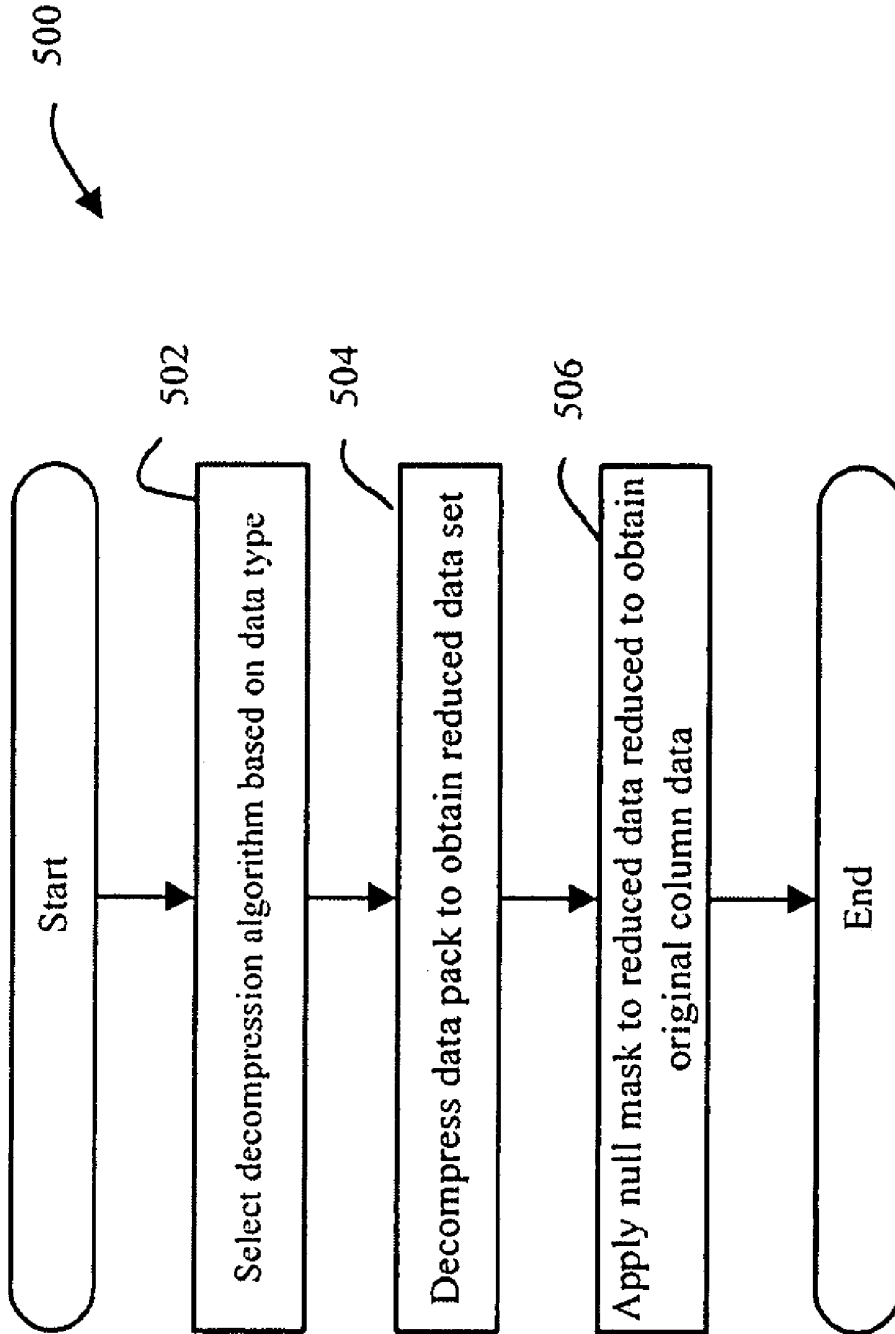 500
Start
502
Select decompression algorithm based on data type
504
Decompress data pack to obtain reduced data set
506
Apply null mask to reduced data reduced to obtain
original column data
End